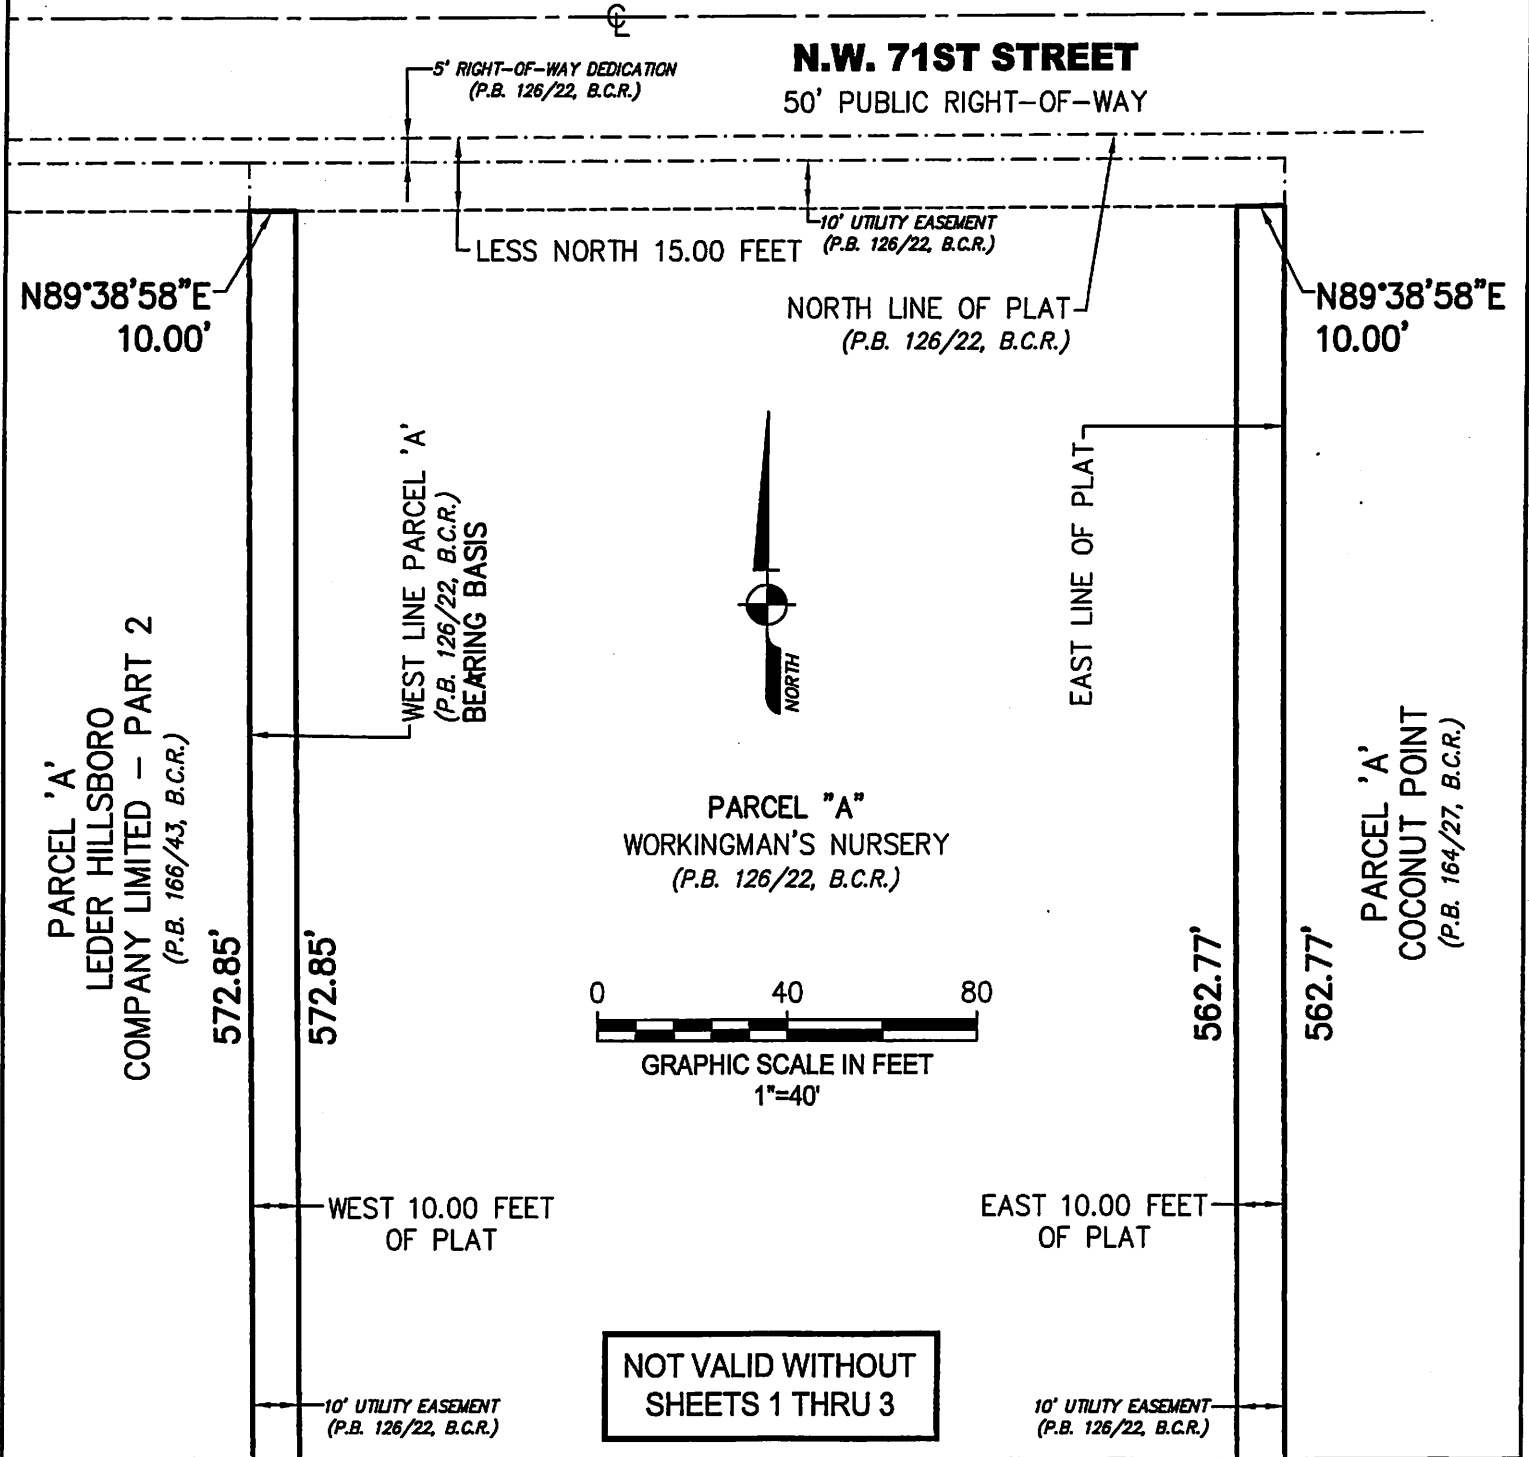 ℄
N.W. 71ST STREET
50' PUBLIC RIGHT-OF-WAY
5' RIGHT-OF-WAY DEDICATION
(P.B. 126/22, B.C.R.)
10' UTILITY EASEMENT
(P.B. 126/22, B.C.R.)
LESS NORTH 15.00 FEET
N89°38'58"E
10.00'
NORTH LINE OF PLAT
(P.B. 126/22, B.C.R.)
N89°38'58"E
10.00'
WEST LINE PARCEL 'A'
(P.B. 126/22, B.C.R.)
BEARING BASIS
EAST LINE OF PLAT
NORTH
PARCEL 'A'
LEDER HILLSBORO
COMPANY LIMITED - PART 2
(P.B. 166/43, B.C.R.)
PARCEL "A"
WORKINGMAN'S NURSERY
(P.B. 126/22, B.C.R.)
PARCEL 'A'
COCONUT POINT
(P.B. 164/27, B.C.R.)
572.85'
572.85'
562.77'
562.77'
0 40 80
GRAPHIC SCALE IN FEET
1"=40'
WEST 10.00 FEET
OF PLAT
EAST 10.00 FEET
OF PLAT
NOT VALID WITHOUT
SHEETS 1 THRU 3
10' UTILITY EASEMENT
(P.B. 126/22, B.C.R.)
10' UTILITY EASEMENT
(P.B. 126/22, B.C.R.)